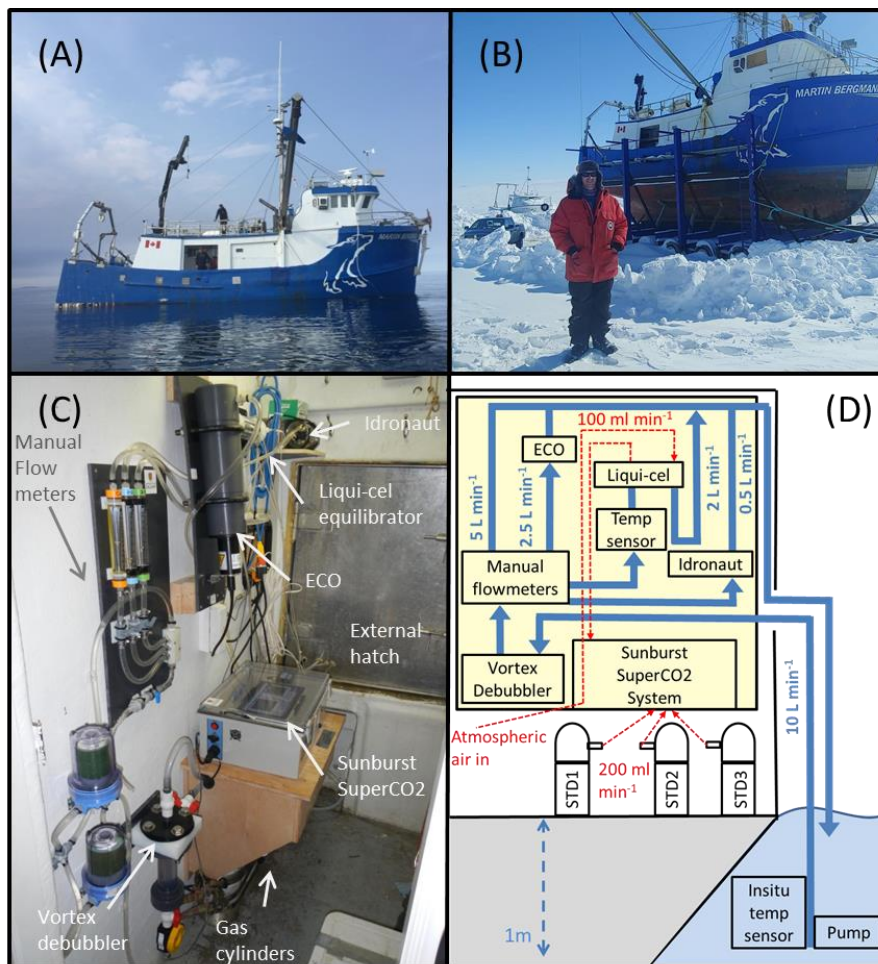 (A)
MARTIN
(B)
MARTIN BERGMAN
(C)
Manual
Flow
meters
Idronaut
Liqui-cel
equilibrator
ECO
External
hatch
Sunburst
SuperCO2
Vortex
debubbler
Gas
cylinders
(D)
100 ml min⁻¹
ECO
Liqui-cel
5 L min⁻¹
2.5 L min⁻¹
2 L min⁻¹
0.5 L min⁻¹
Temp
sensor
Manual
flowmeters
Idronaut
Vortex
Debubbler
Sunburst
SuperCO2
System
10 L min⁻¹
Atmospheric
air in
200 ml
min⁻¹
STD1
STD2
STD3
1m
Insitu
temp
sensor
Pump